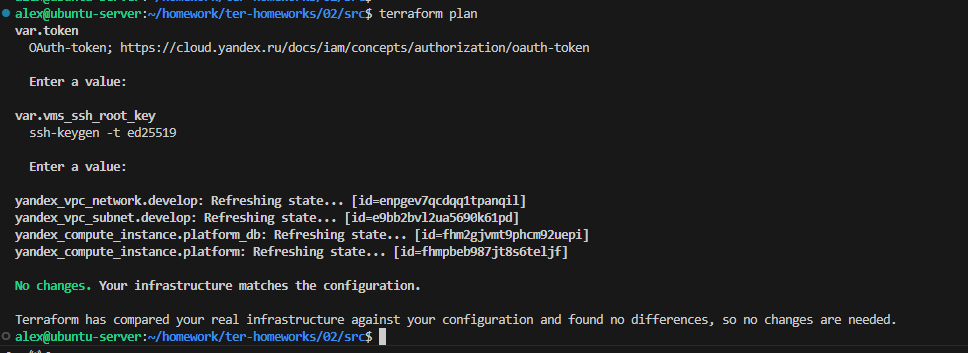 alex@ubuntu-server:~/homework/ter-homeworks/02/src$ terraform plan
var.token
OAuth-token; https://cloud.yandex.ru/docs/iam/concepts/authorization/oauth-token
Enter a value:
var.vms_ssh_root_key
ssh-keygen -t ed25519
Enter a value:
yandex_vpc_network.develop: Refreshing state... [id=enpgev7qcdqq1tpanqil]
yandex_vpc_subnet.develop: Refreshing state... [id=e9bb2bvl2ua5690k61pd]
yandex_compute_instance.platform_db: Refreshing state... [id=fhm2gjvmt9phcm92uepi]
yandex_compute_instance.platform: Refreshing state... [id=fhmpbeb987jt8s6teljf]
No changes. Your infrastructure matches the configuration.
Terraform has compared your real infrastructure against your configuration and found no differences, so no changes are needed.
alex@ubuntu-server:~/homework/ter-homeworks/02/src$